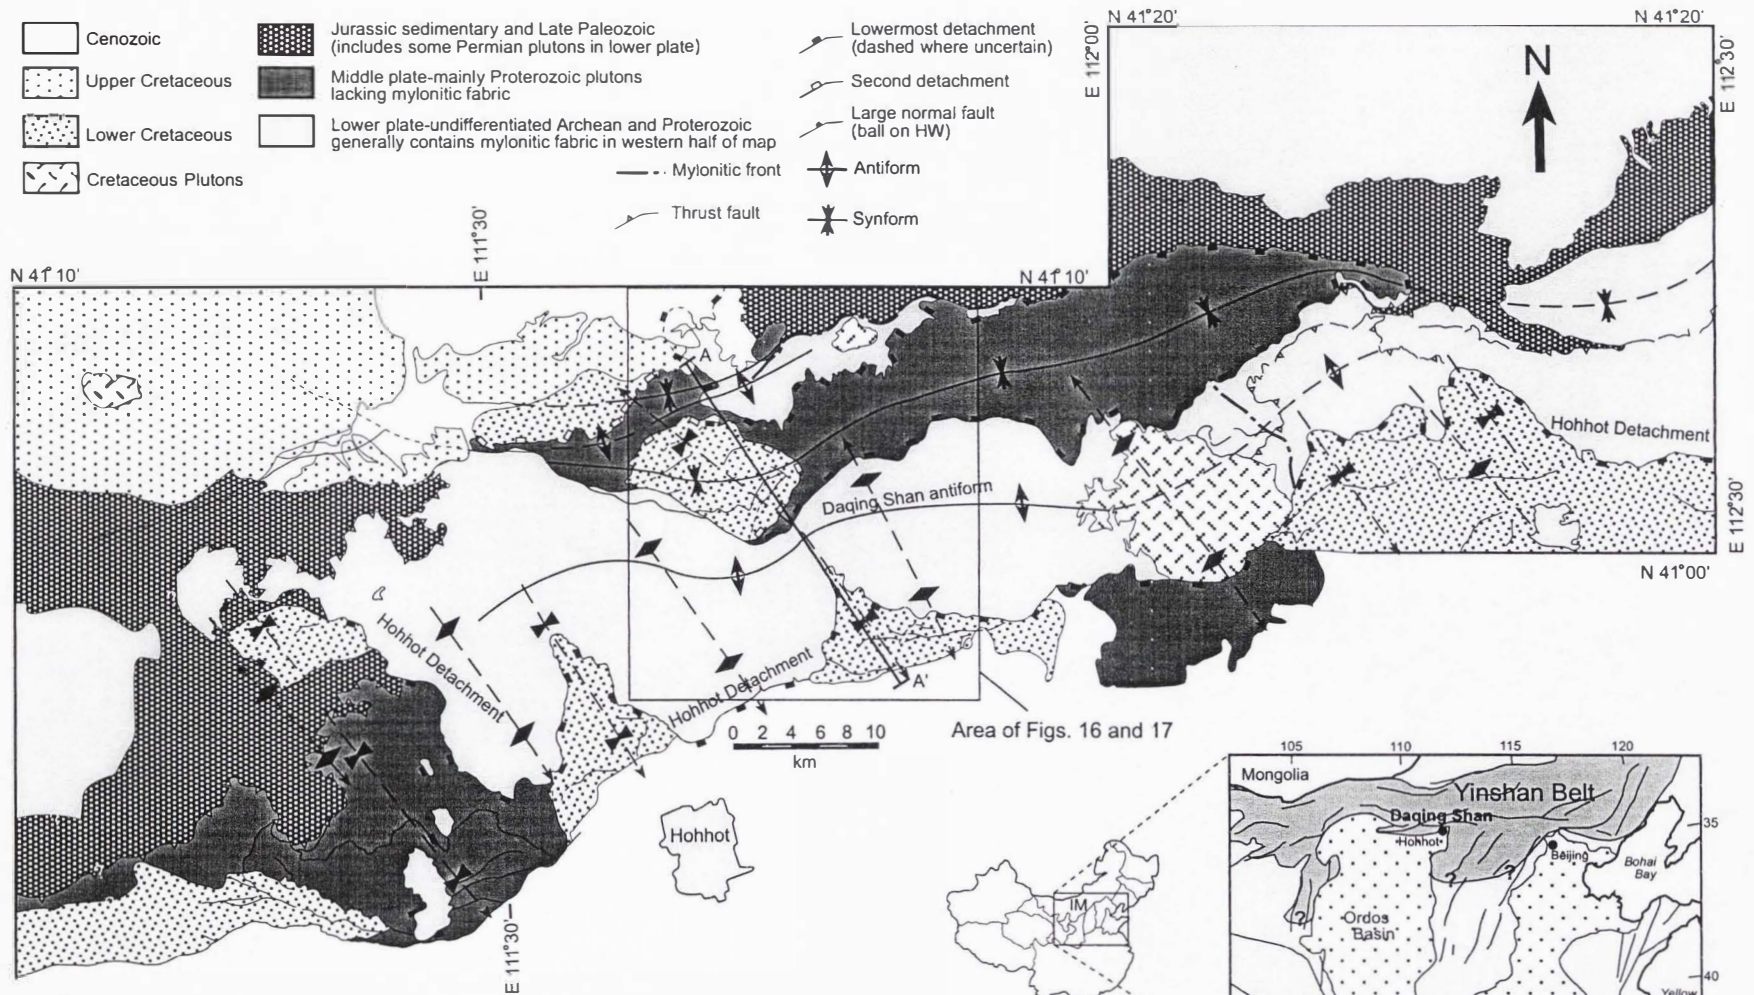 Cenozoic
Upper Cretaceous
Lower Cretaceous
Cretaceous Plutons
Jurassic sedimentary and Late Paleozoic
(includes some Permian plutons in lower plate)
Middle plate-mainly Proterozoic plutons
lacking mylonitic fabric
Lower plate-undifferentiated Archean and Proterozoic
generally contains mylonitic fabric in western half of map
Mylonitic front
Thrust fault
Lowermost detachment
(dashed where uncertain)
Second detachment
Large normal fault
(ball on HW)
Antiform
Synform
N 41°20'
N 41°20'
E 112°00'
E 112°30'
N
E 111°30'
N 41°10'
N 41°10'
A
Hohhot Detachment
Daqing Shan antiform
E 112°30'
N 41°00'
Hohhot Detachment
Hohhot Detachment
A'
0 2 4 6 8 10
km
Area of Figs. 16 and 17
Hohhot
E 111°30'
IM
105 110 115 120
Mongolia
Yinshan Belt
Daqing Shan
Hohhot
Beijing
35
Bohai
Bay
?
?
?
Ordos
Basin
40
Yellow